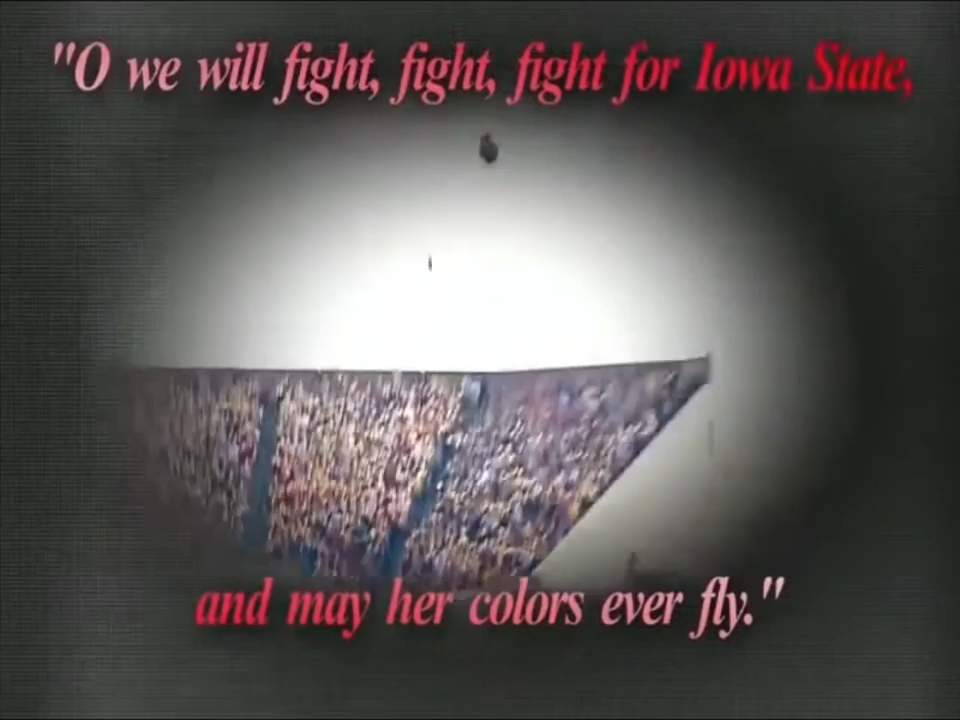 "O we will fight, fight, fight for Iowa State,
and may her colors ever fly."